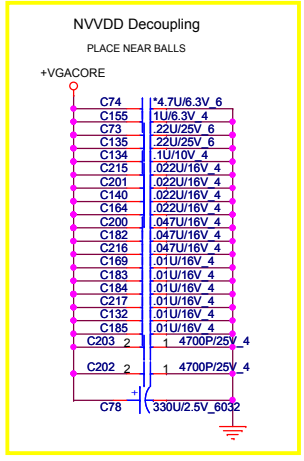 NVVDD Decoupling
PLACE NEAR BALLS
+VGACORE
C74 *4.7U/6.3V_6
C155 1U/6.3V_4
C73 .22U/25V_6
C135 .22U/25V_6
C134 .1U/10V_4
C215 .022U/16V_4
C201 .022U/16V_4
C140 .022U/16V_4
C164 .022U/16V_4
C200 .047U/16V_4
C182 .047U/16V_4
C216 .047U/16V_4
C169 .01U/16V_4
C183 .01U/16V_4
C184 .01U/16V_4
C217 .01U/16V_4
C132 .01U/16V_4
C185 .01U/16V_4
C203 2 1 4700P/25V_4
C202 2 1 4700P/25V_4
+
C78 330U/2.5V_6032